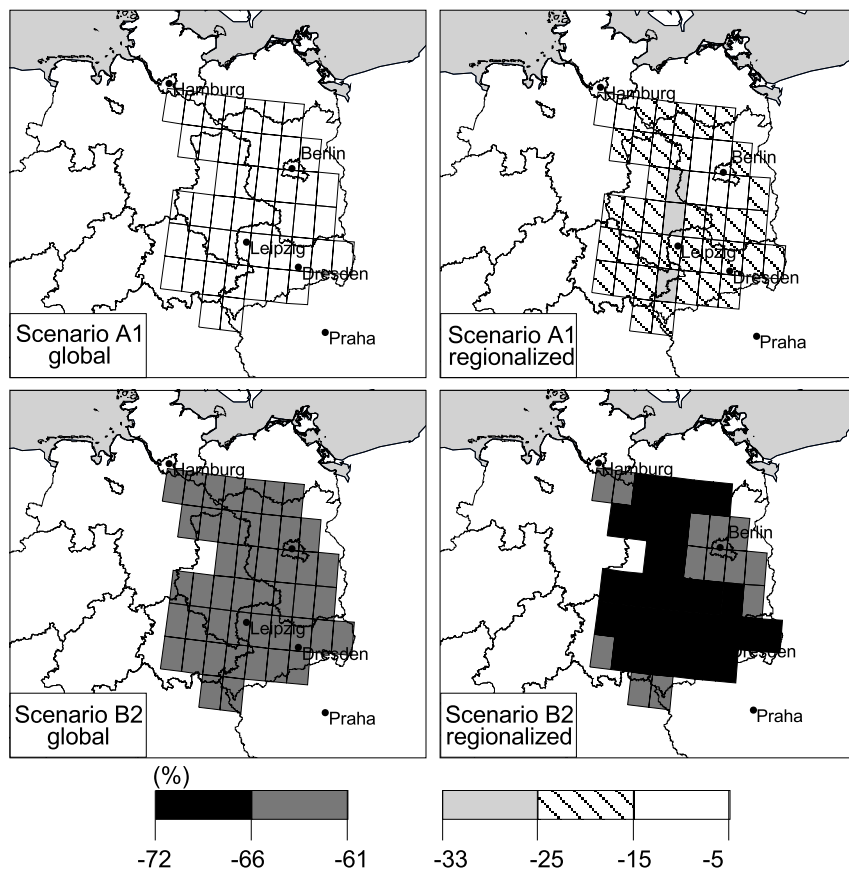 Hamburg
Berlin
Leipzig
Dresden
Praha
Scenario A1
global
Hamburg
Berlin
Leipzig
Dresden
Praha
Scenario A1
regionalized
Hamburg
Leipzig
Dresden
Praha
Scenario B2
global
Hamburg
Berlin
Dresden
Praha
Scenario B2
regionalized
(%)
-72 -66 -61 -33 -25 -15 -5